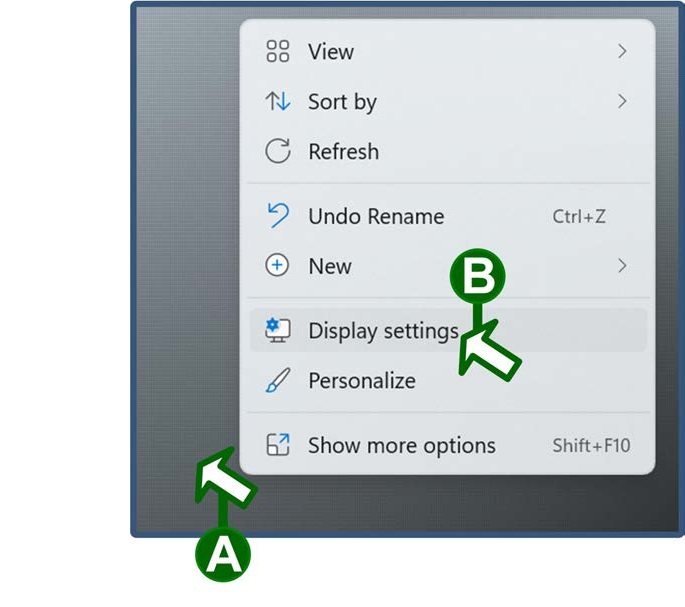 View
Sort by
Refresh
Undo Rename Ctrl+Z
New
B
Display settings
Personalize
Show more options Shift+F10
A